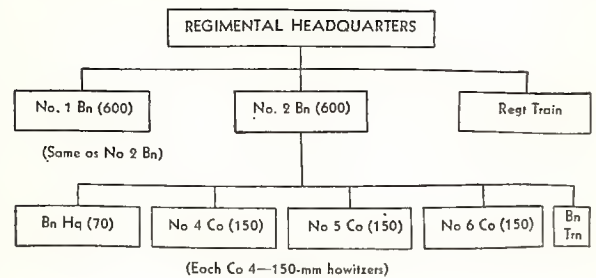 REGIMENTAL HEADQUARTERS
No. 1 Bn (600)
No. 2 Bn (600)
Regt Train
(Same as No 2 Bn)
Bn Hq (70)
No 4 Co (150)
No 5 Co (150)
No 6 Co (150)
Bn
Trn
(Each Co 4—150-mm howitzers)